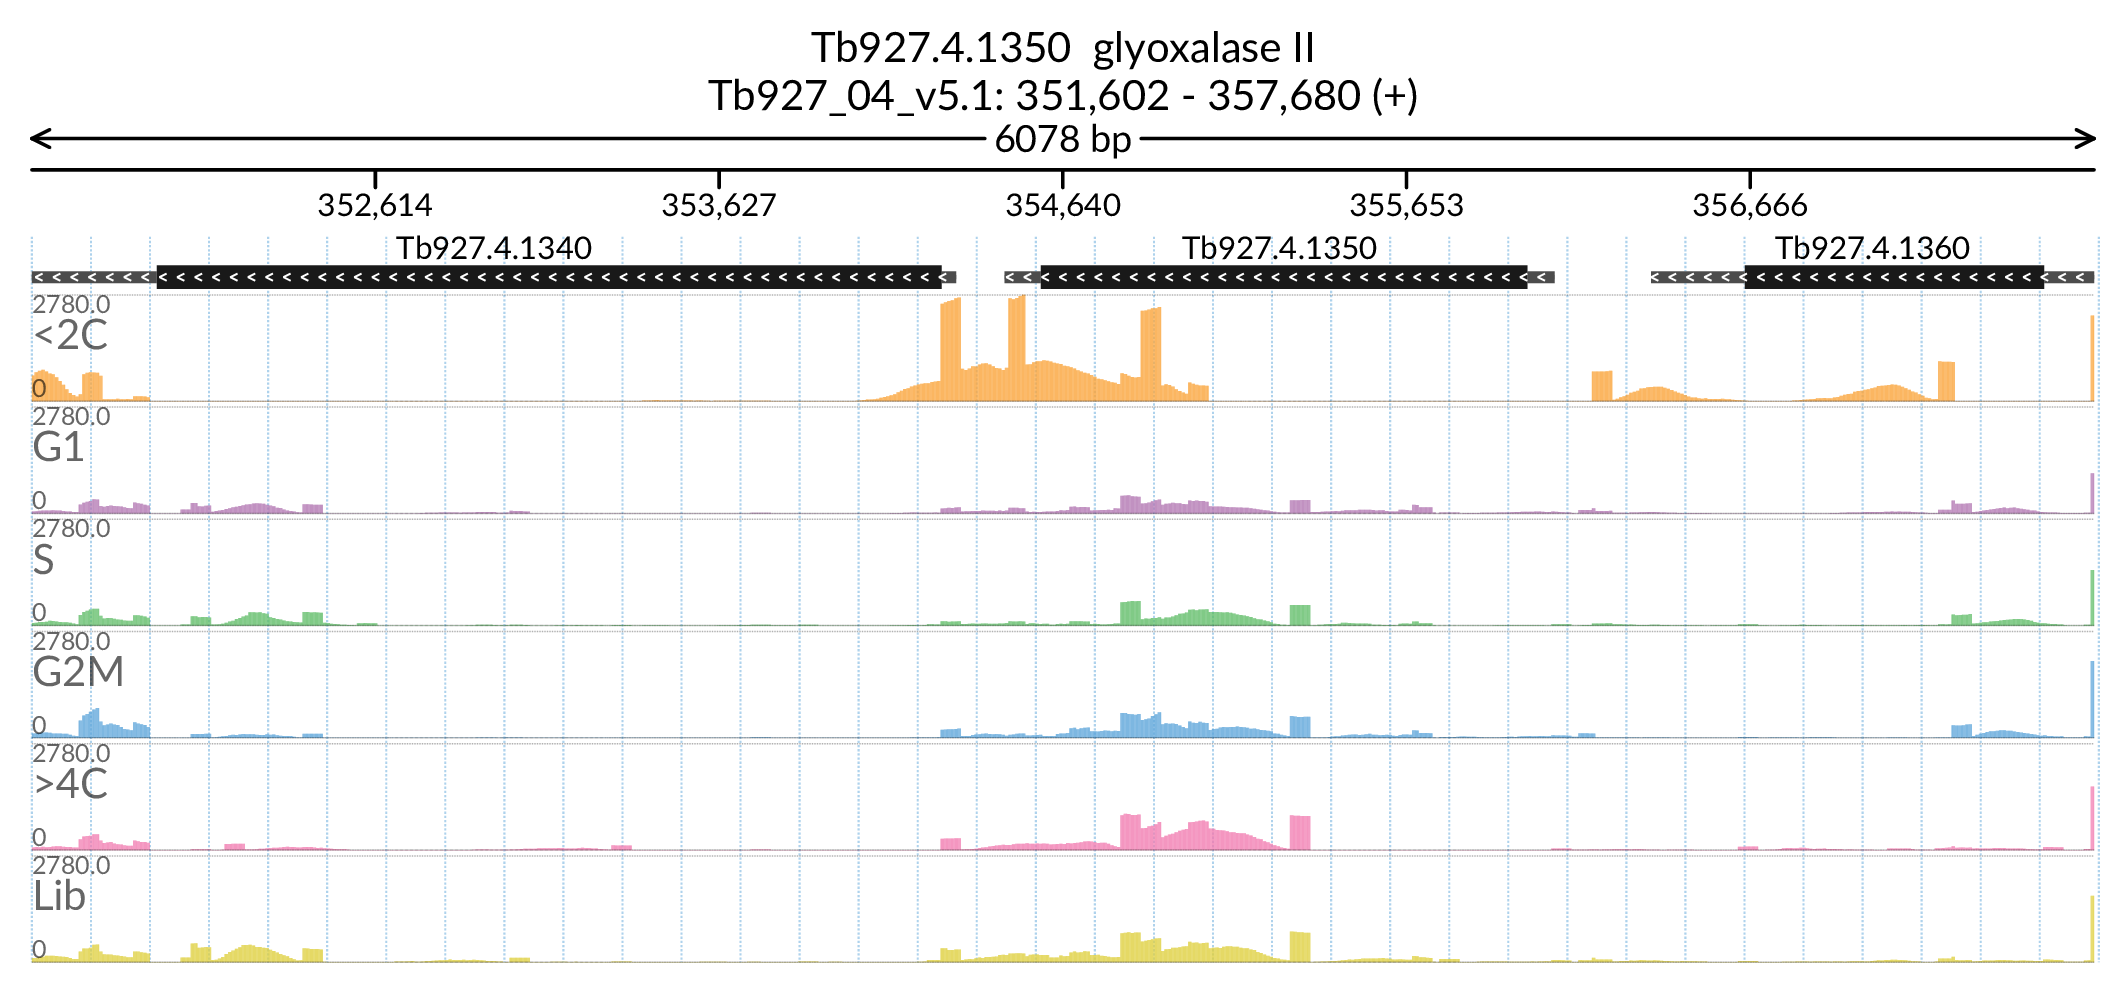 Tb927.4.1350  glyoxalase II
Tb927_04_v5.1: 351,602 - 357,680 (+)
6078 bp
352,614 353,627 354,640 355,653 356,666
Tb927.4.1340 Tb927.4.1350 Tb927.4.1360
2780.0
<2C
0
2780.0
G1
0
2780.0
S
0
2780.0
G2M
0
2780.0
>4C
0
2780.0
Lib
0